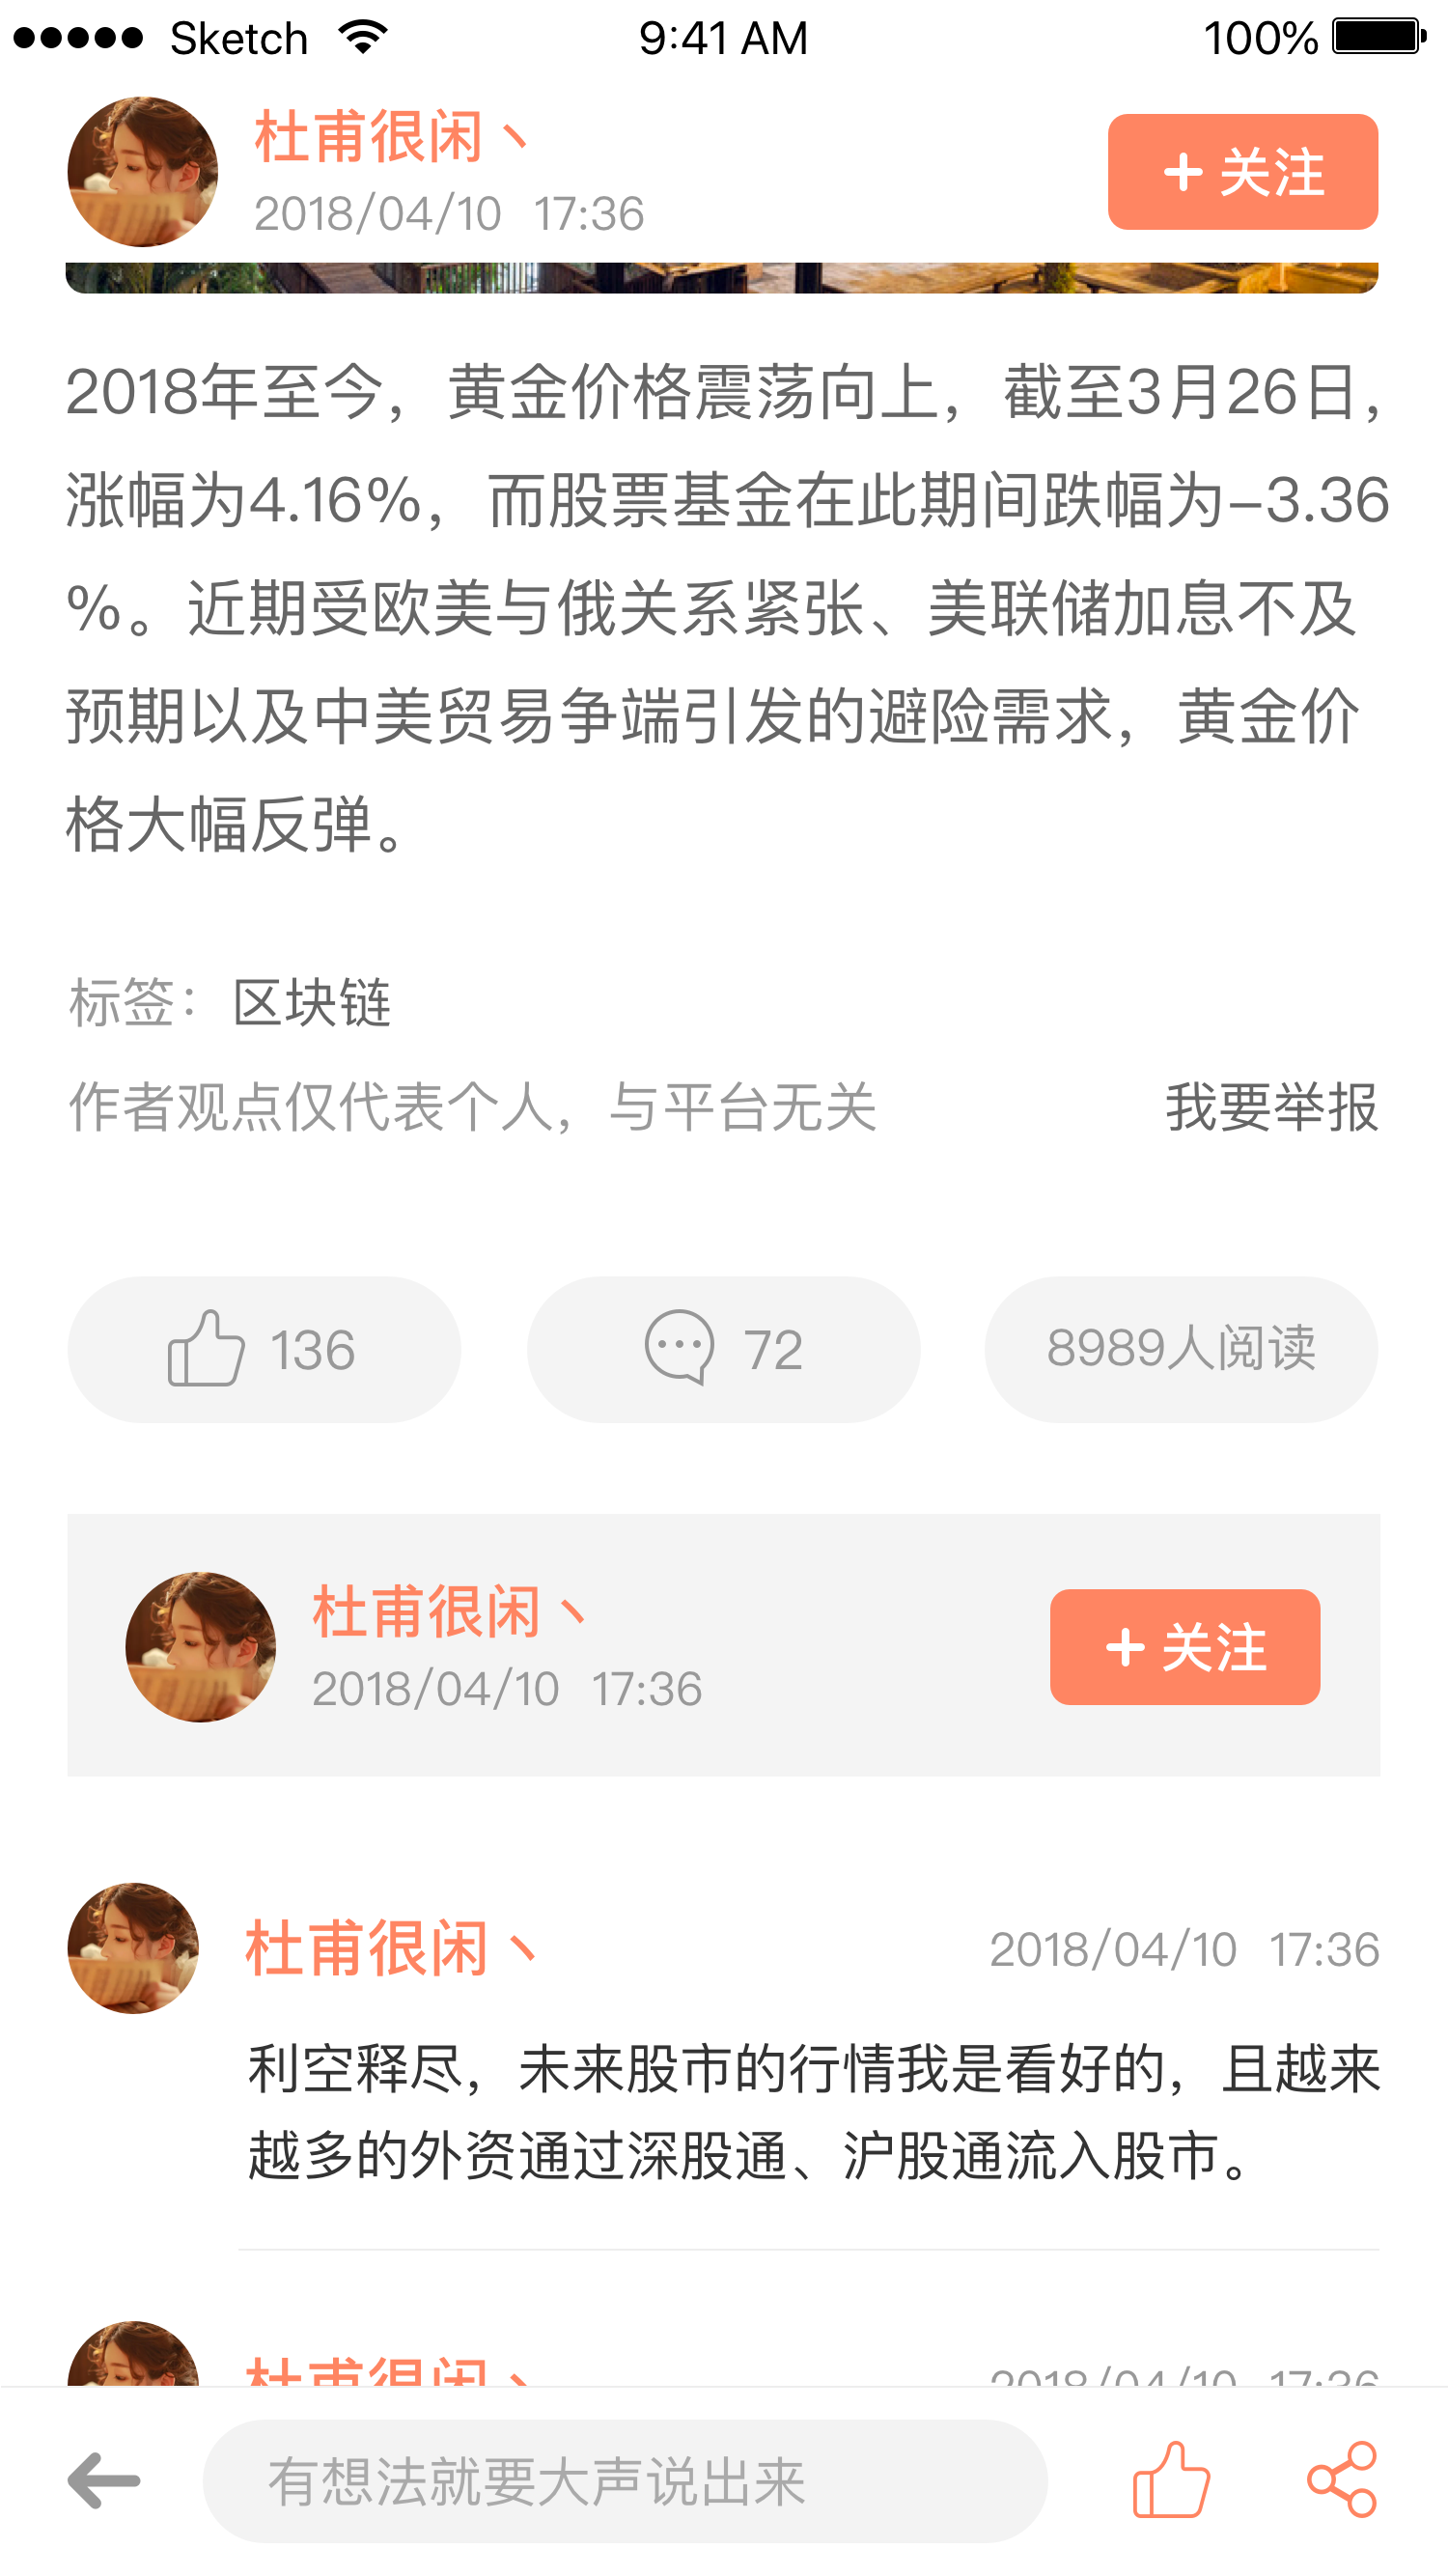 Sketch 9:41 AM 100%
杜甫很闲丶
2018/04/10 17:36
关注
2018年至今，黄金价格震荡向上，截至3月26日，
涨幅为4.16%，而股票基金在此期间跌幅为-3.36
%。近期受欧美与俄关系紧张、美联储加息不及
预期以及中美贸易争端引发的避险需求，黄金价
格大幅反弹。
标签：区块链
作者观点仅代表个人，与平台无关 我要举报
136 72 8989人阅读
杜甫很闲丶
2018/04/10 17:36
关注
杜甫很闲丶 2018/04/10 17:36
利空释尽，未来股市的行情我是看好的，且越来
越多的外资通过深股通、沪股通流入股市。
杜甫很闲丶 2018/04/10 17:36
有想法就要大声说出来